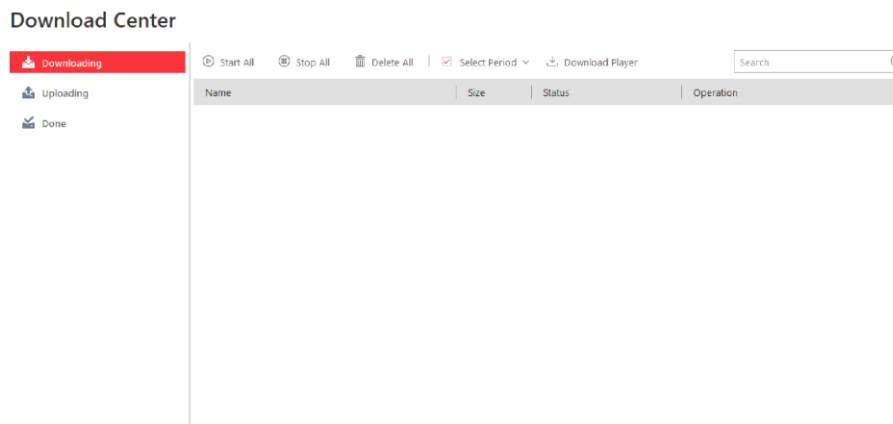 Download Center
Downloading
Uploading
Done
Start All Stop All Delete All Select Period Download Player Search
Name Size Status Operation